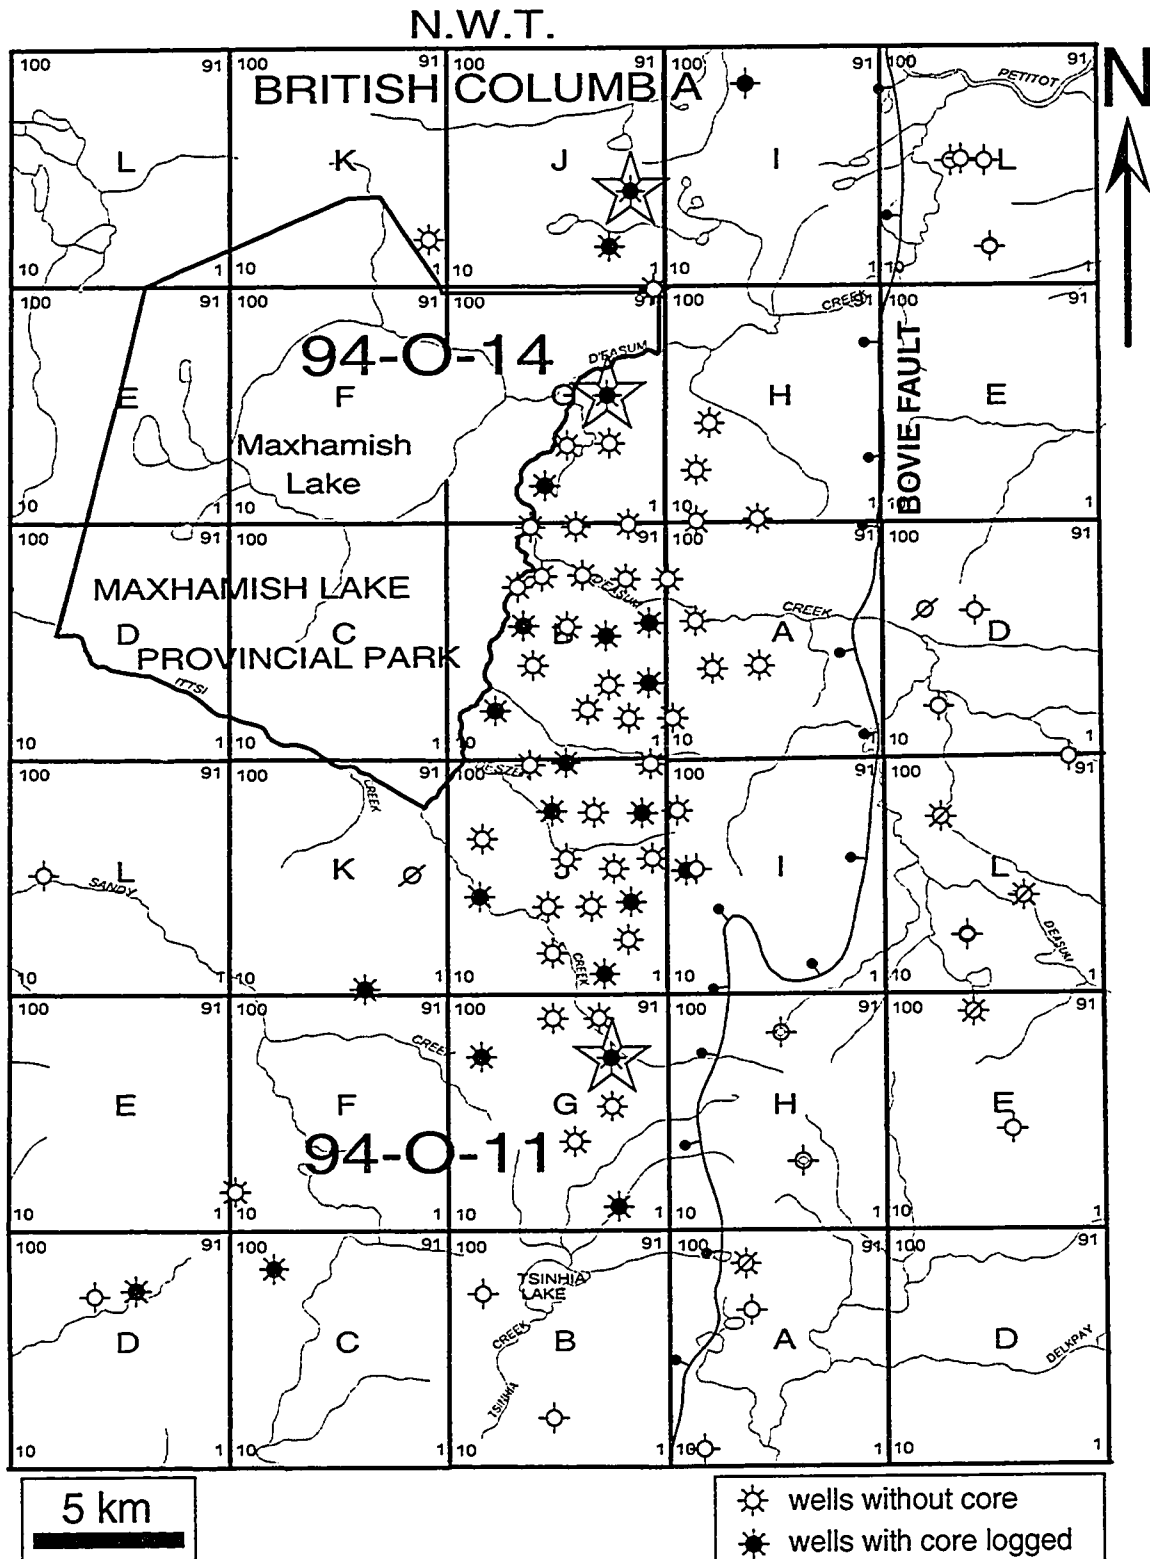 N.W.T.
100 91 100 91 100 91 100 91 100 91
BRITISH COLUMBIA
PETITOT
N
L K J I L
10 1 10 1 10 1 10 1 10 1
100 91 100 91 100 91 100 91 100 91
CREEK
94-O-14
D'EASUM
BOVIE FAULT
E F H E
Maxhamish
Lake
10 1 10 1 10 1 10 1 10 1
100 91 100 91 100 91 100 91 100 91
MAXHAMISH LAKE
D'EASUM
CREEK
D C B A D
PROVINCIAL PARK
ITTSI
10 1 10 1 10 1 10 1 10 1
100 91 100 91 100 91 100 91 100 91
CREEK
L K J I L
SANDY
D'EASUM
CREEK
10 1 10 1 10 1 10 1 10 1
100 91 100 91 100 91 100 91 100 91
CREEK
E F G H E
94-O-11
10 1 10 1 10 1 10 1 10 1
100 91 100 91 100 91 100 91 100 91
TSINHIA
LAKE
CREEK
D C B A D
DELKPAY
TSINHIA
10 1 10 1 10 1 10 1 10 1
5 km
wells without core
wells with core logged